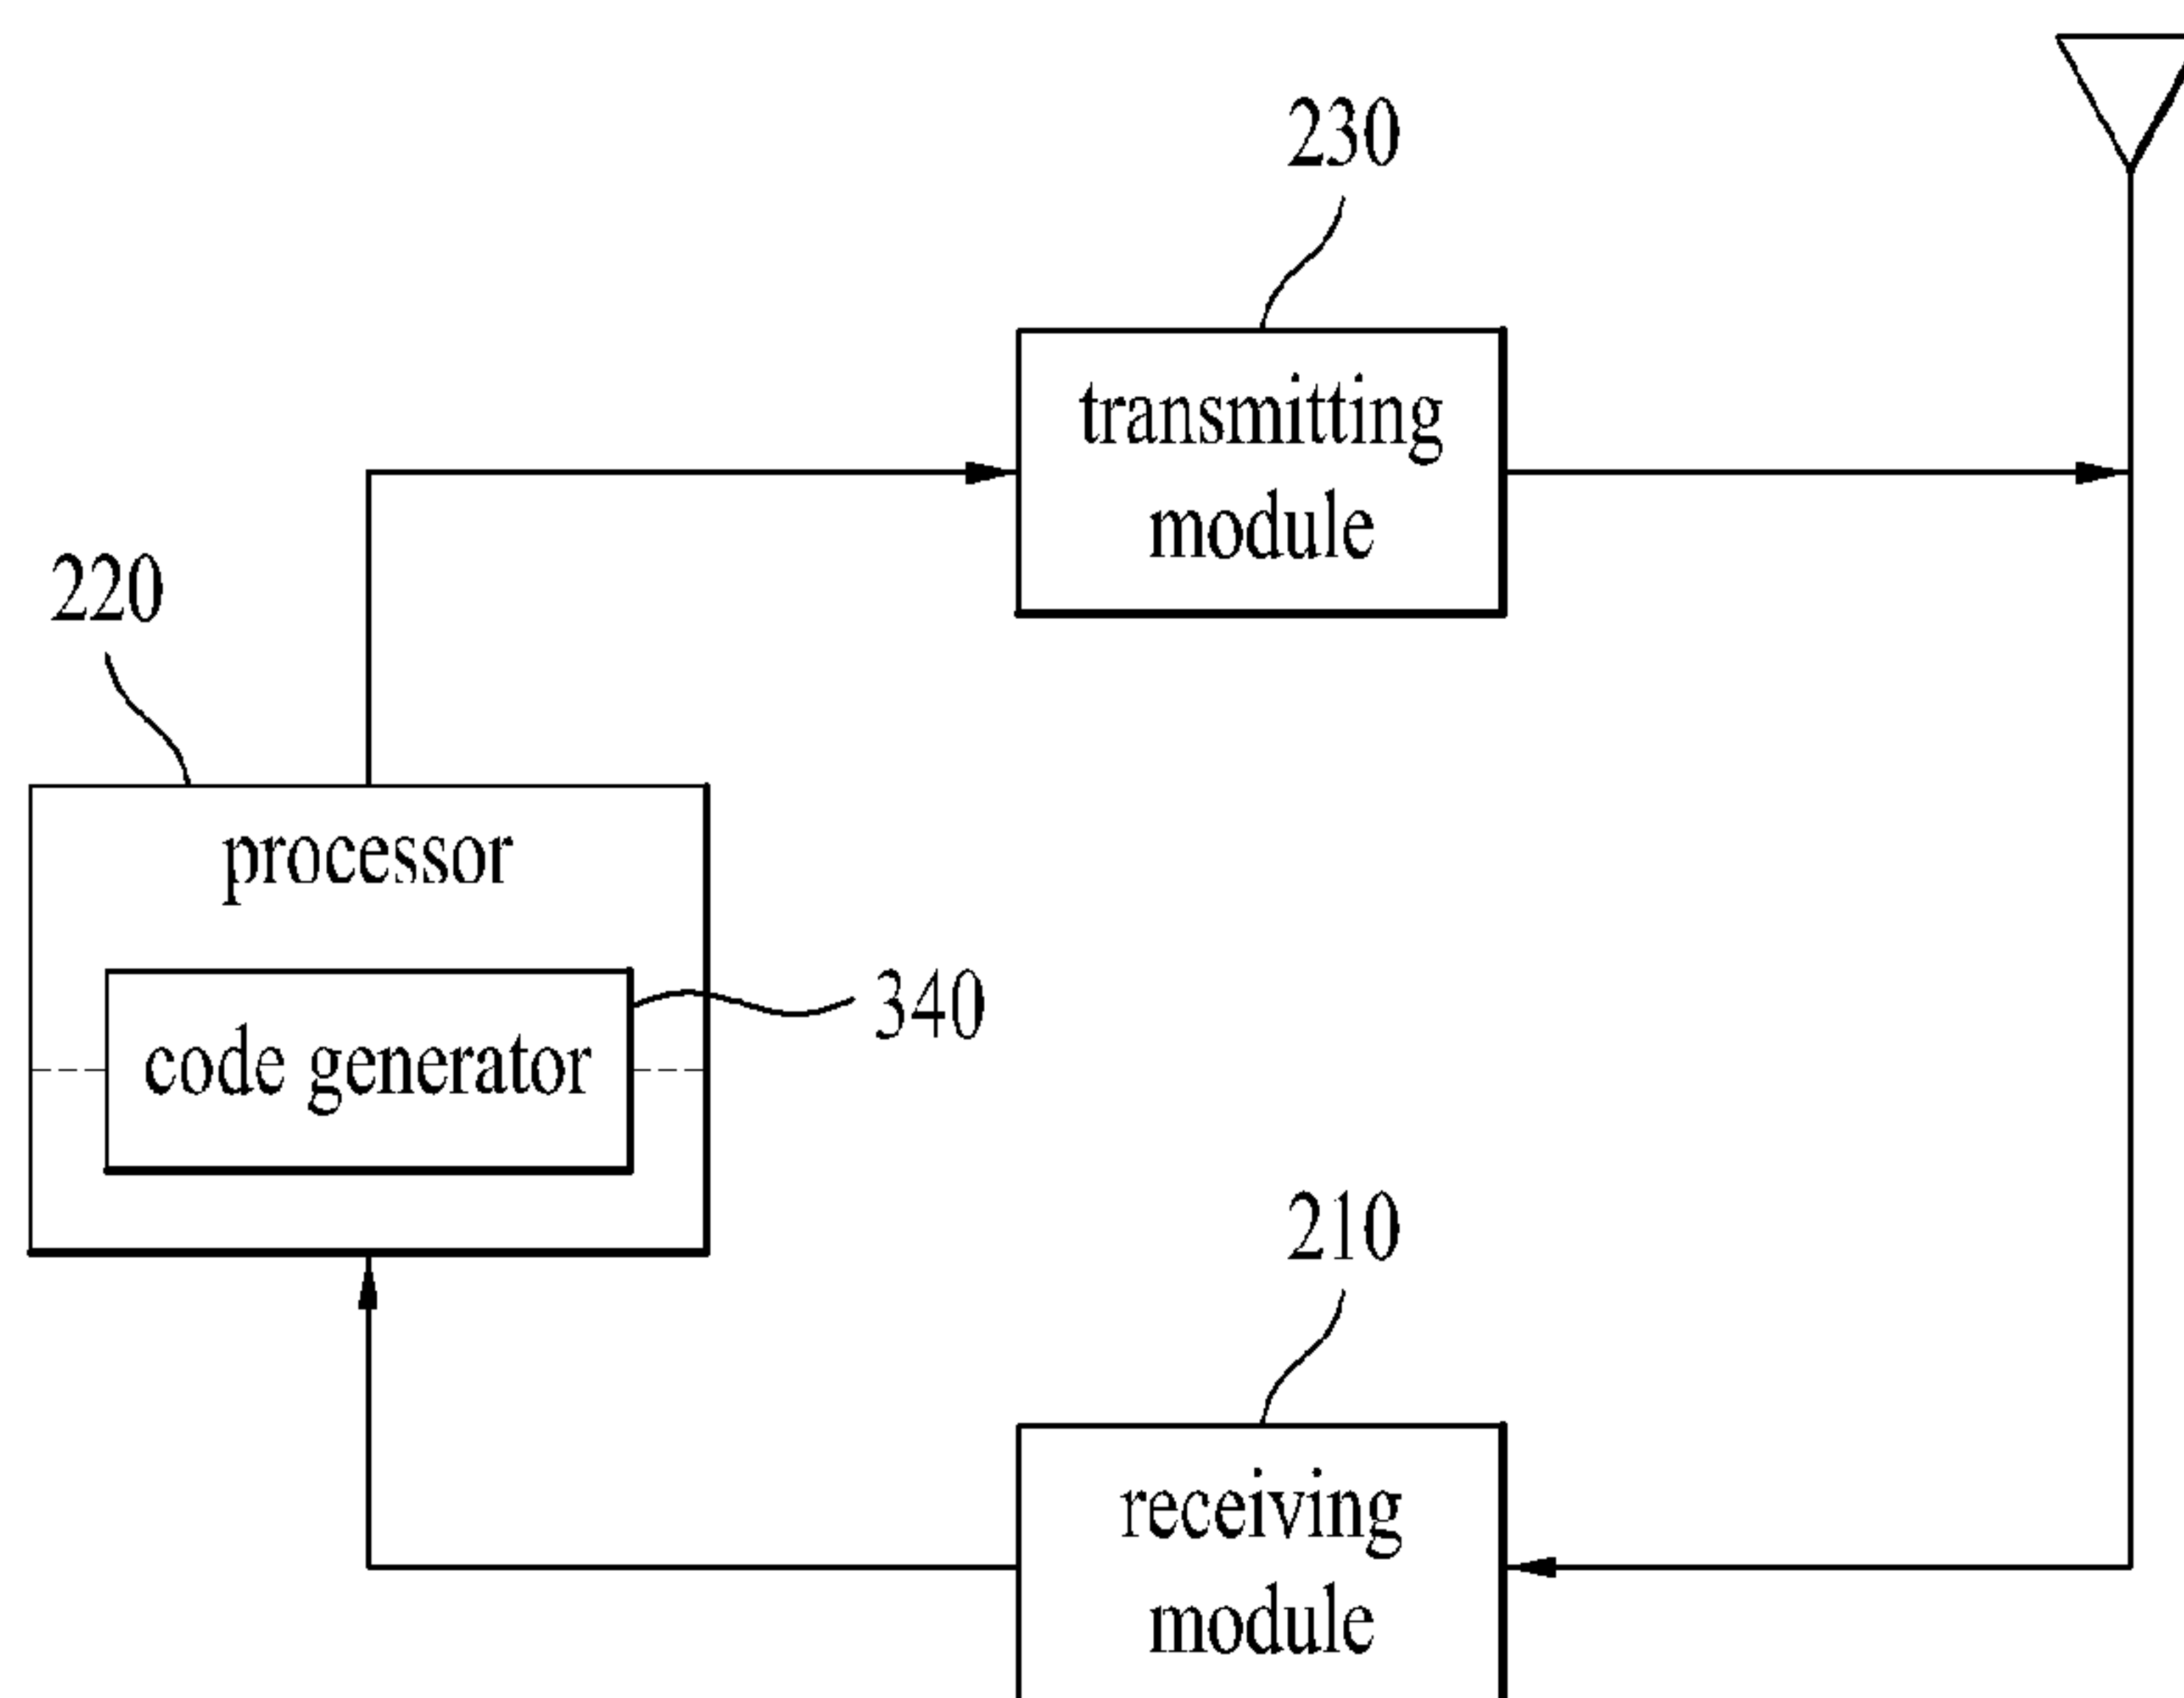 230
transmitting
module
220
processor
340
code generator
210
receiving
module